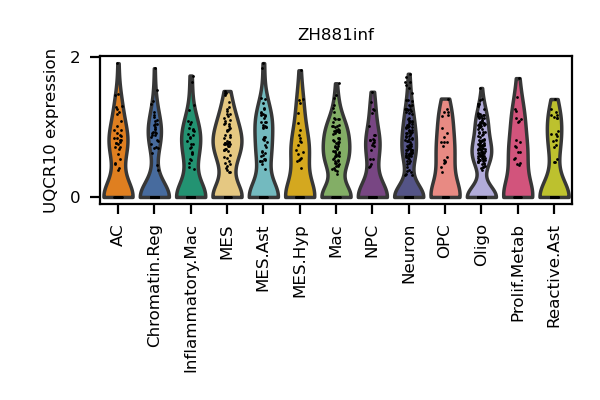 ZH881inf
UQCR10 expression
2
0
AC
Chromatin.Reg
Inflammatory.Mac
MES
MES.Ast
MES.Hyp
Mac
NPC
Neuron
OPC
Oligo
Prolif.Metab
Reactive.Ast